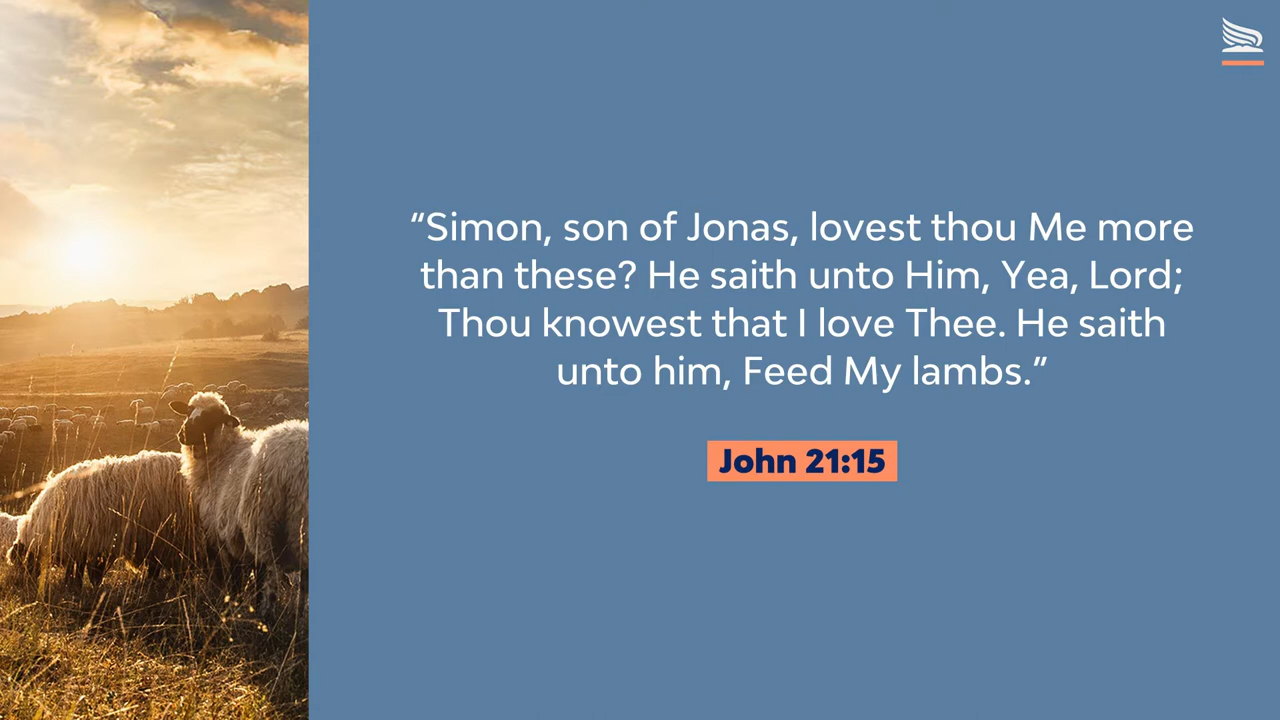 “Simon, son of Jonas, lovest thou Me more
than these? He saith unto Him, Yea, Lord;
Thou knowest that I love Thee. He saith
unto him, Feed My lambs.”
John 21:15